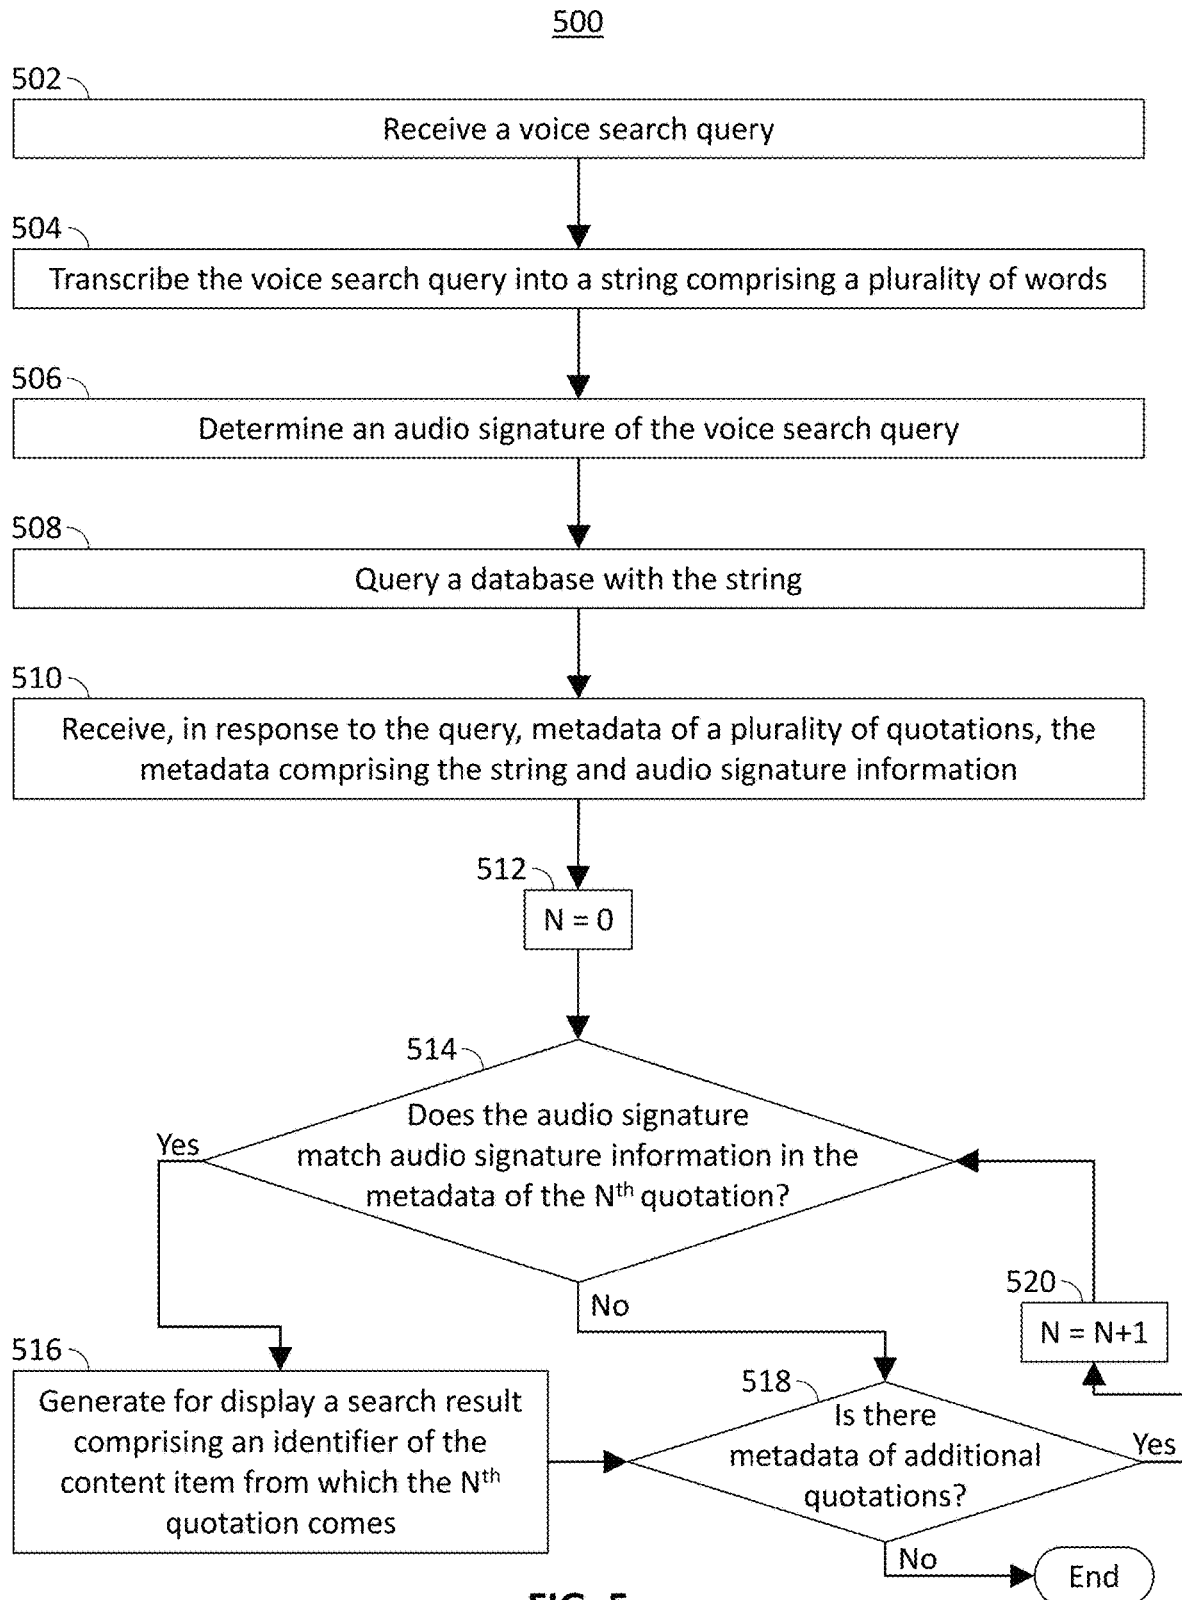 500
502
Receive a voice search query
504
Transcribe the voice search query into a string comprising a plurality of words
506
Determine an audio signature of the voice search query
508
Query a database with the string
510
Receive, in response to the query, metadata of a plurality of quotations, the
metadata comprising the string and audio signature information
512
N = 0
514
Does the audio signature
match audio signature information in the
metadata of the Nth quotation?
Yes
No
520
N = N+1
516
Generate for display a search result
comprising an identifier of the
content item from which the Nth
quotation comes
518
Is there
metadata of additional
quotations?
Yes
No
End
FIG. 5